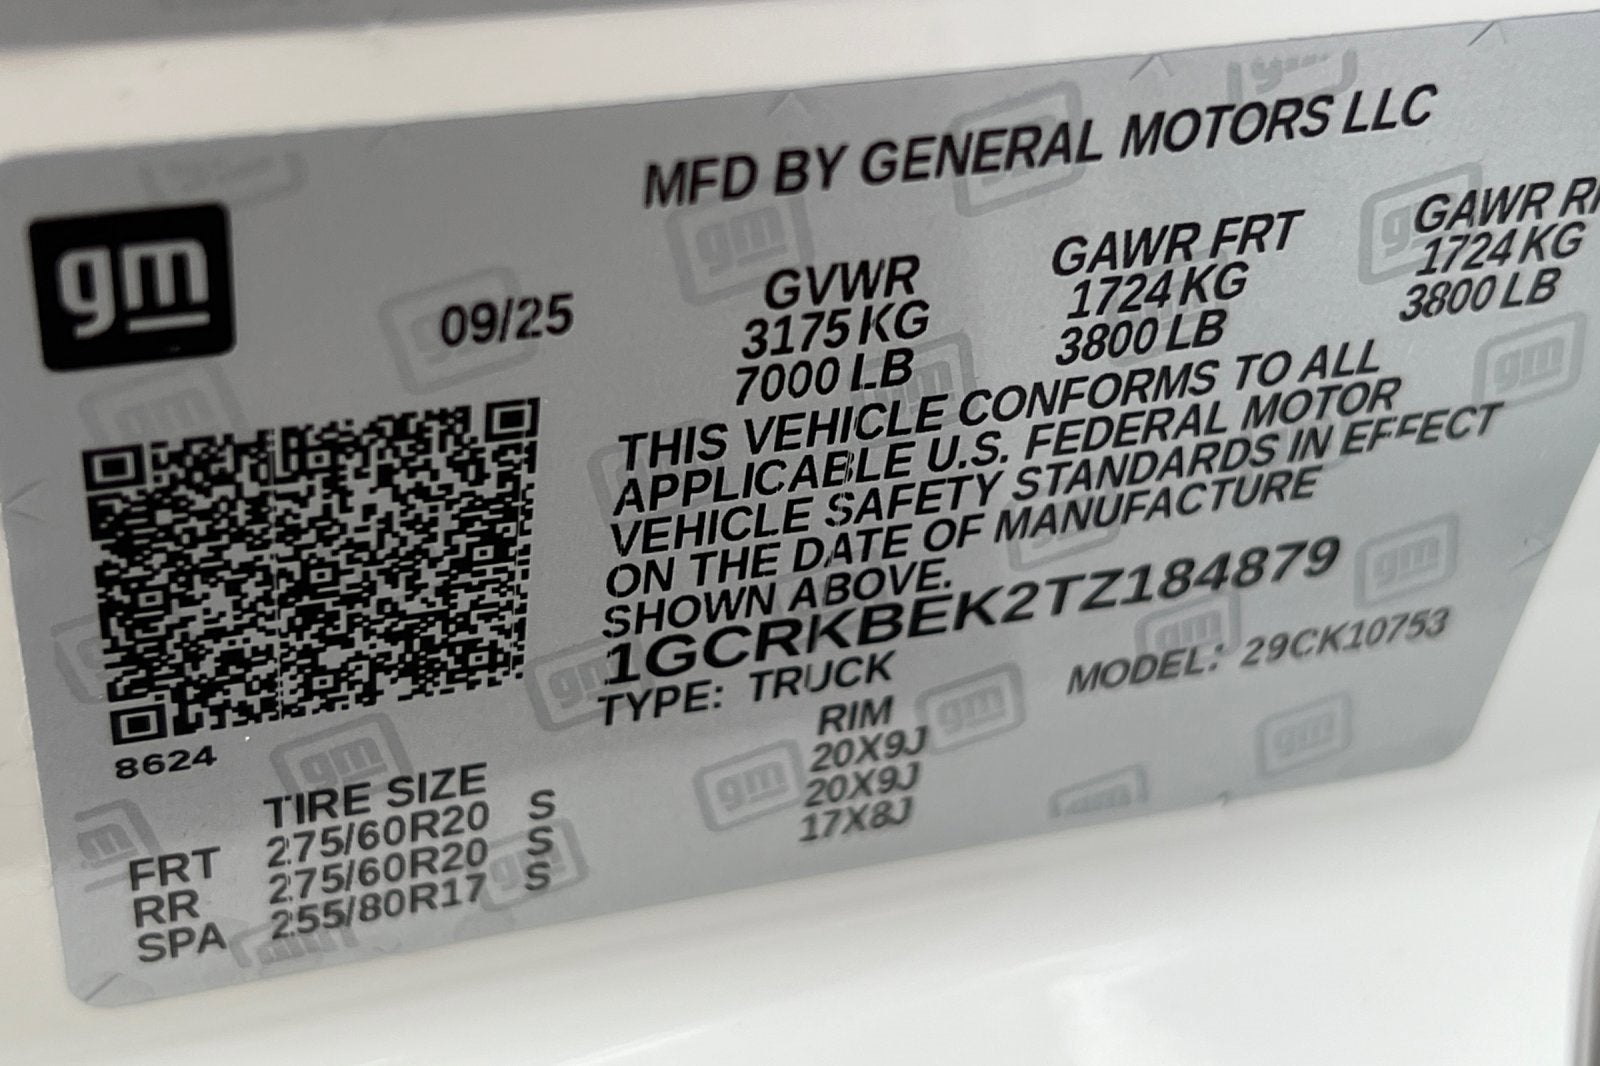 MFD BY GENERAL MOTORS LLC
gm
09/25
GVWR GAWR FRT GAWR
3175 KG 1724 KG 1724 KG
7000 LB 3800 LB 3800 LB
THIS VEHICLE CONFORMS TO ALL
APPLICABLE U.S. FEDERAL MOTOR
VEHICLE SAFETY STANDARDS IN EFFECT
ON THE DATE OF MANUFACTURE
SHOWN ABOVE.
1GCRKBEK2TZ184879
TYPE: TRUCK MODEL: 29CK10753
8624
TIRE SIZE RIM
FRT 275/60R20 S 20X9J
RR 275/60R20 S 20X9J
SPA 255/80R17 S 17X8J